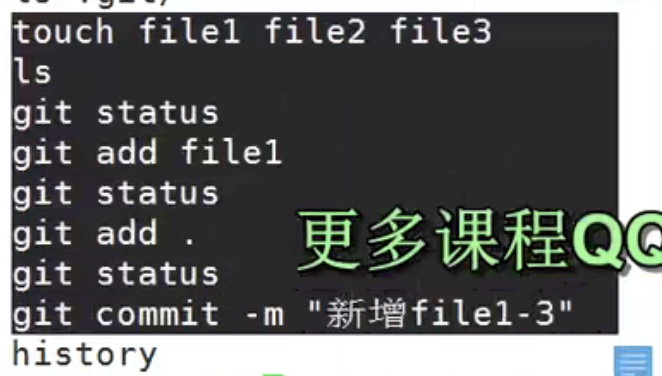 touch file1 file2 file3
ls
git status
git add file1
git status
git add .
git status
git commit -m "新增file1-3"
history
更多课程QQ